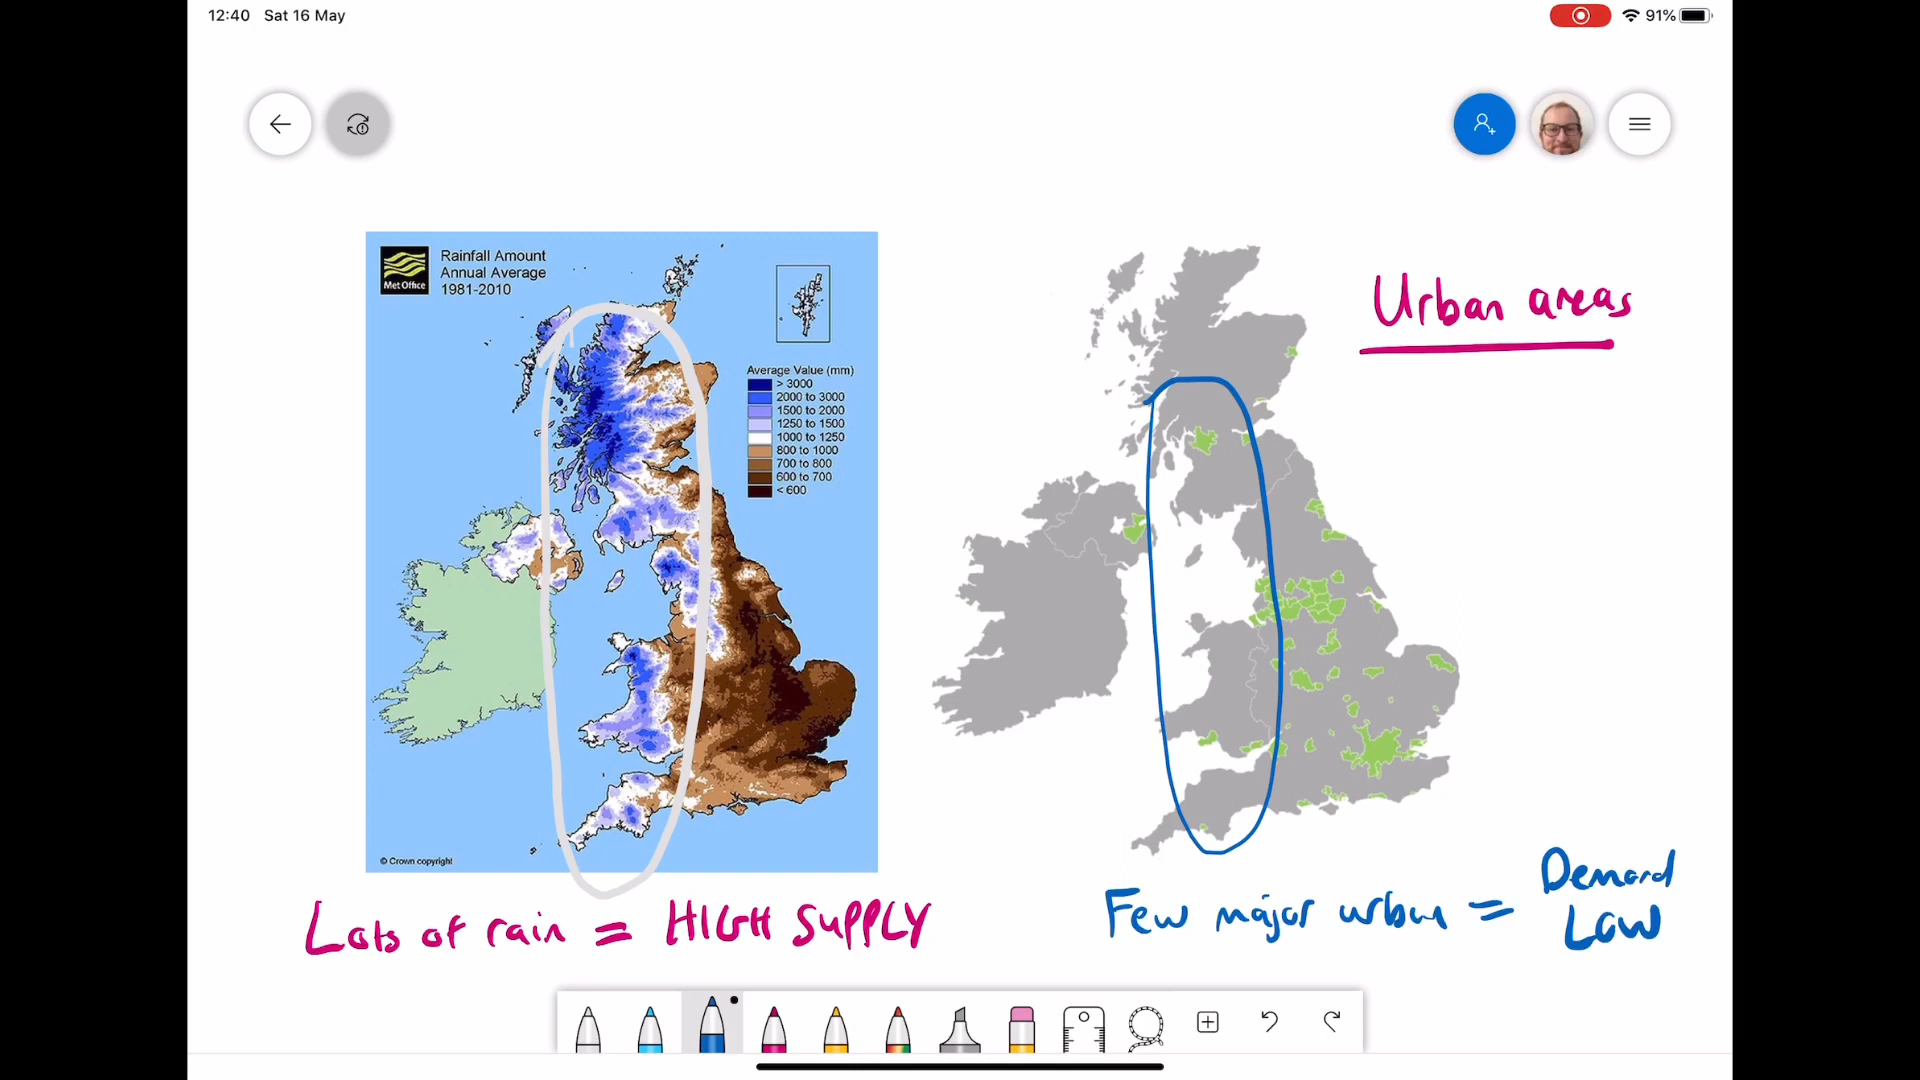 12:40 Sat 16 May
91%
Met Office
Rainfall Amount
Annual Average
1981-2010
Average Value (mm)
> 3000
2000 to 3000
1500 to 2000
1250 to 1500
1000 to 1250
800 to 1000
700 to 800
600 to 700
< 600
© Crown copyright
Urban areas
Lots of rain = HIGH SUPPLY
Few major urban = Demand
Low